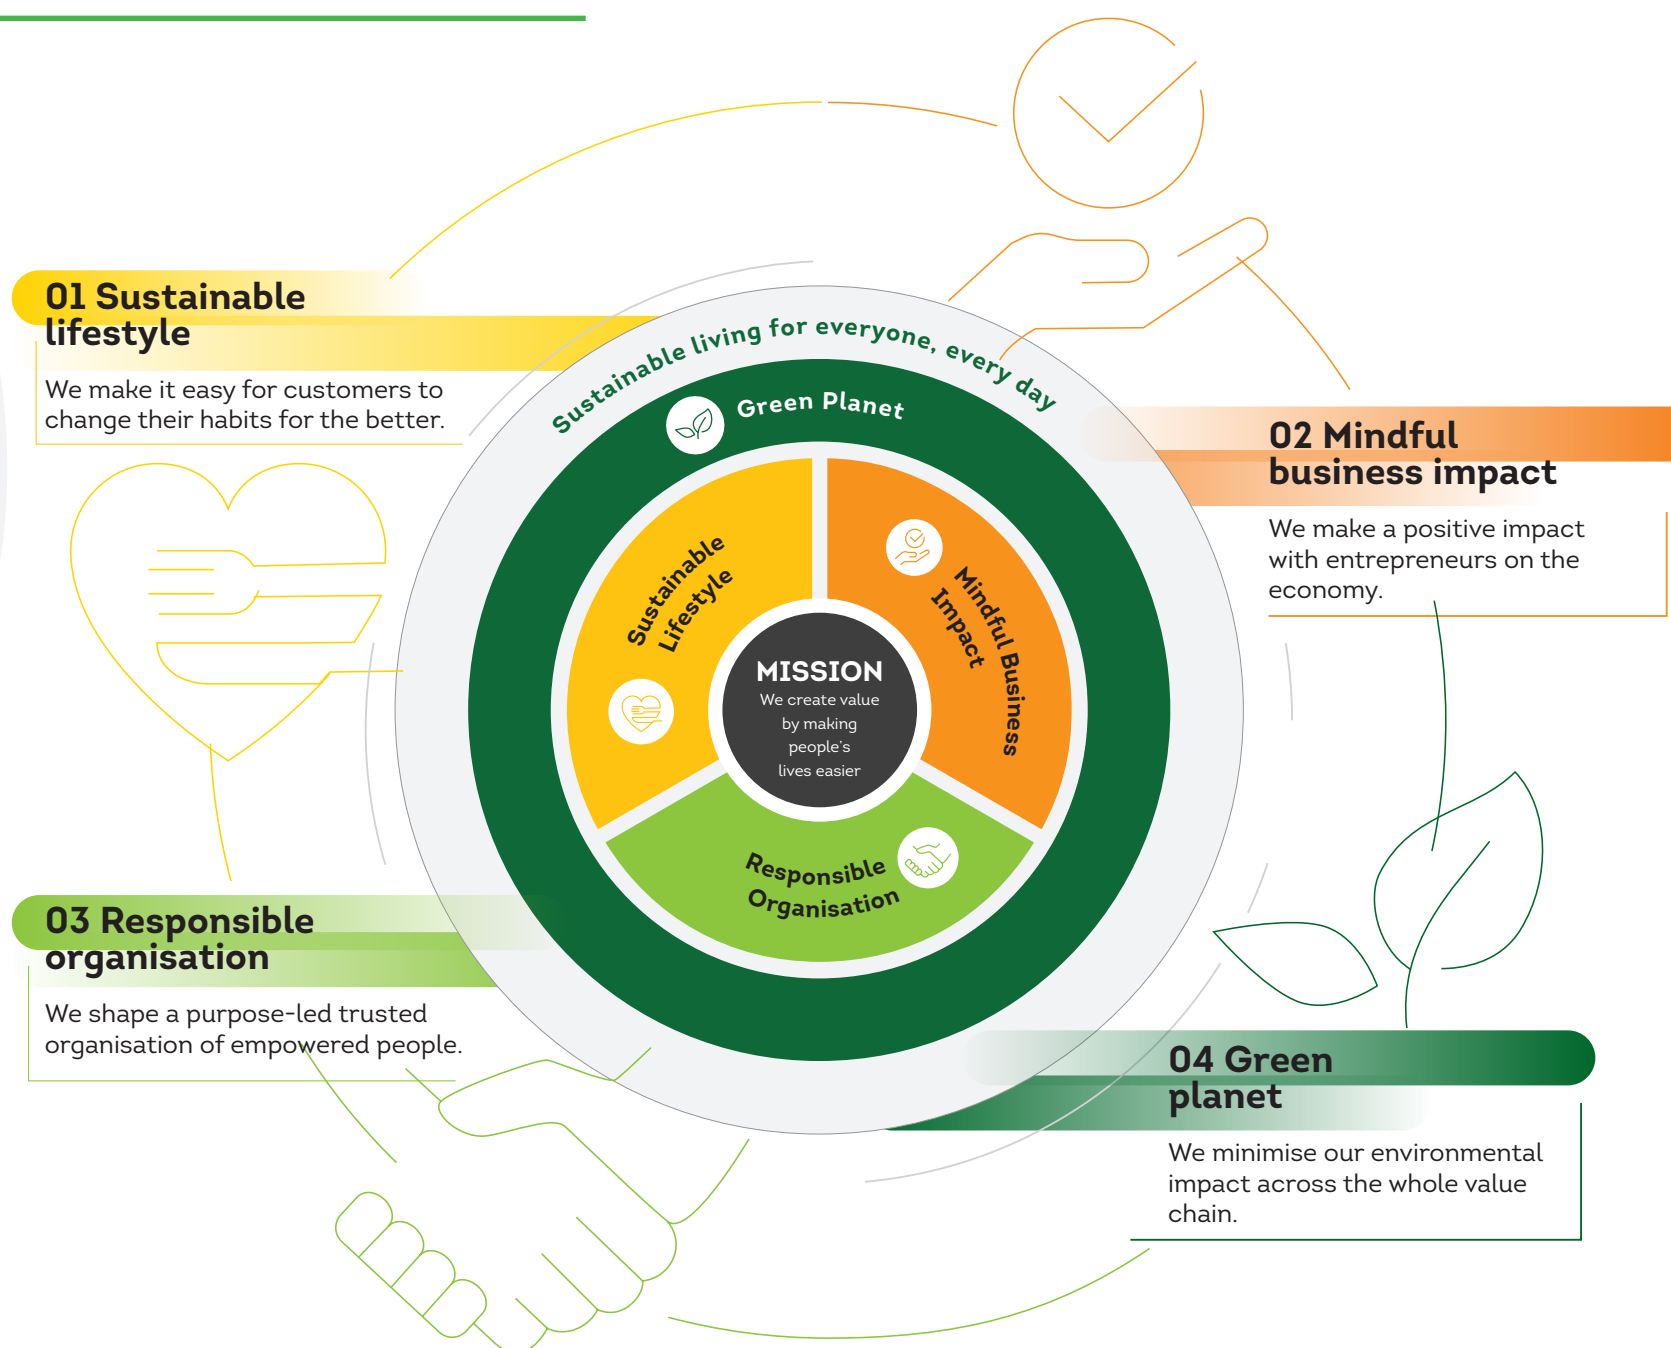 01 Sustainable
lifestyle
We make it easy for customers to
change their habits for the better.
Sustainable living for everyone, every day
Green Planet
02 Mindful
business impact
We make a positive impact
with entrepreneurs on the
economy.
Sustainable
Lifestyle
Mindful Business
Impact
MISSION
We create value
by making
people's
lives easier
Responsible
Organisation
03 Responsible
organisation
We shape a purpose-led trusted
organisation of empowered people.
04 Green
planet
We minimise our environmental
impact across the whole value
chain.